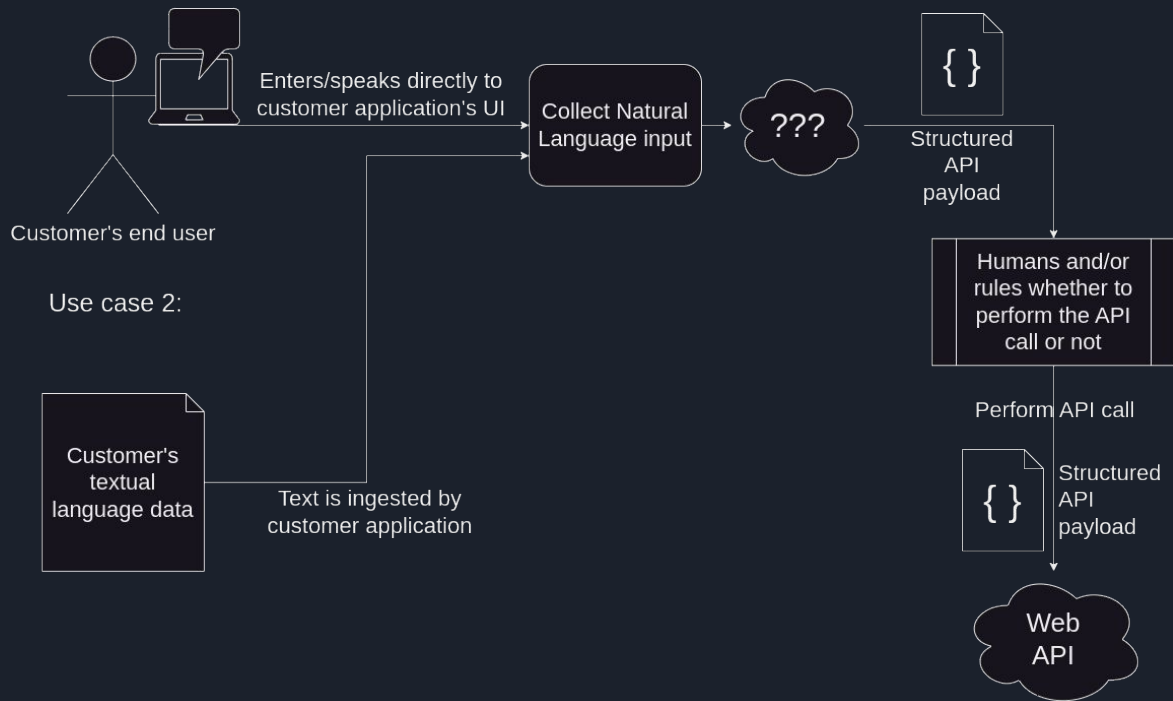 Enters/speaks directly to
customer application's UI
Collect Natural
Language input
???
{ }
Structured
API
payload
Customer's end user
Humans and/or
rules whether to
perform the API
call or not
Use case 2:
Perform API call
Customer's
textual
language data
Text is ingested by
customer application
{ }
Structured
API
payload
Web
API